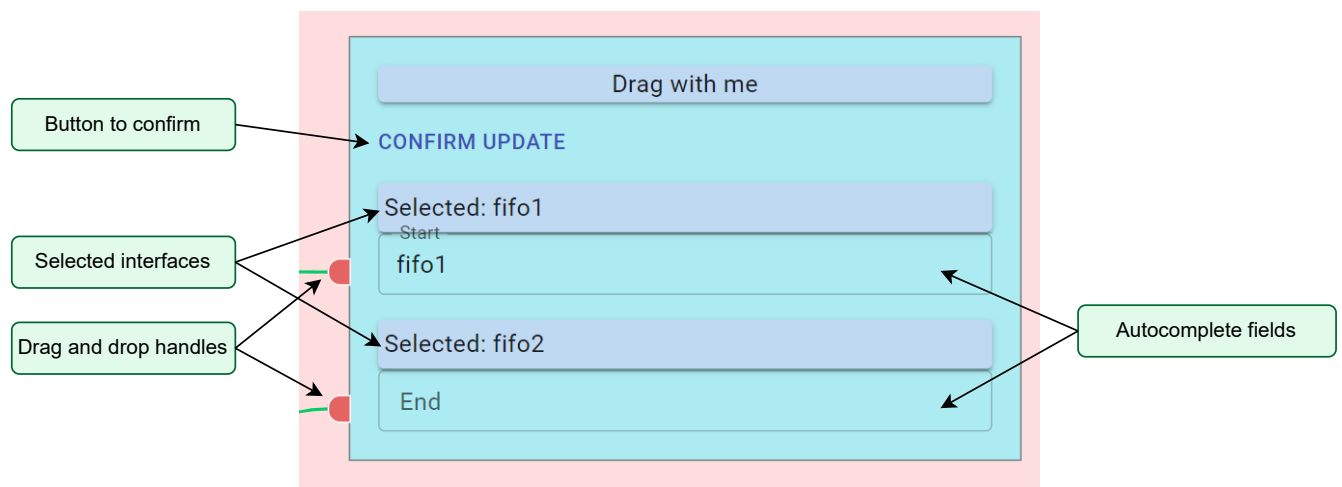 Drag with me
Button to confirm
CONFIRM UPDATE
Selected: fifo1
Start
Selected interfaces
fifo1
Drag and drop handles
Selected: fifo2
Autocomplete fields
End